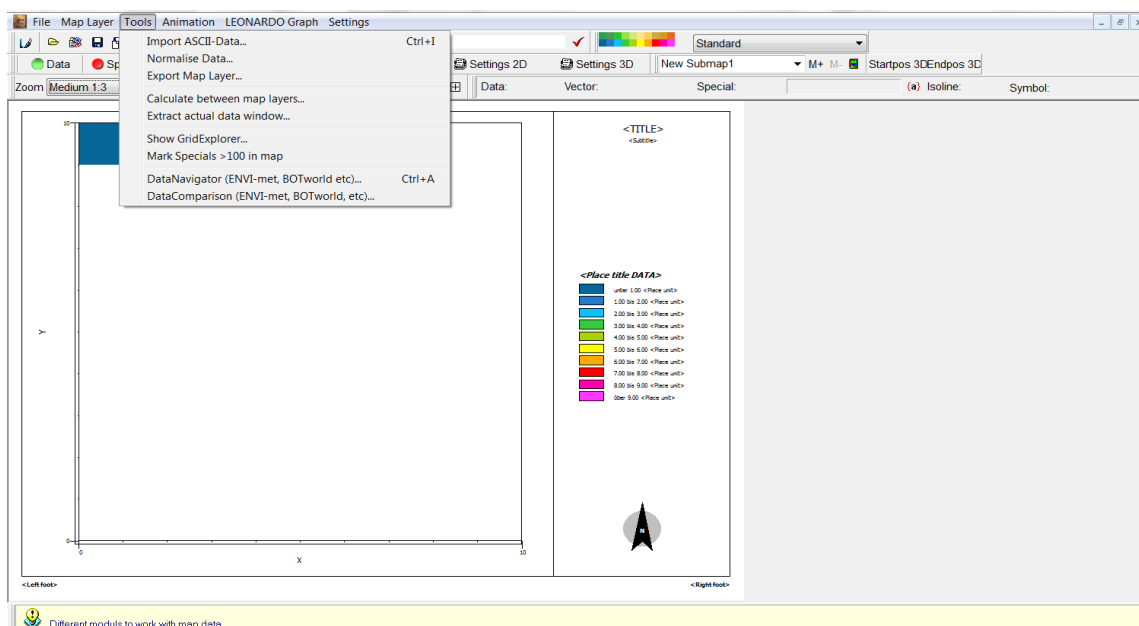 File Map Layer Tools Animation LEONARDO Graph Settings
Import ASCII-Data... Ctrl+I
Standard
Normalise Data...
Data Sp Settings 2D Settings 3D New Submap1 M+ M- Startpos 3D Endpos 3D
Export Map Layer...
Zoom Medium 1:3 Data: Vector: Special: (a) Isoline: Symbol:
Calculate between map layers...
Extract actual data window...
Show GridExplorer...
Mark Specials >100 in map
DataNavigator (ENVI-met, BOTworld etc)... Ctrl+A
DataComparison (ENVI-met, BOTworld, etc)...
10
<TITLE>
<Subtitle>
Y
<Place title DATA>
unter 1.00 <Place unit>
1.00 bis 2.00 <Place unit>
2.00 bis 3.00 <Place unit>
3.00 bis 4.00 <Place unit>
4.00 bis 5.00 <Place unit>
5.00 bis 6.00 <Place unit>
6.00 bis 7.00 <Place unit>
7.00 bis 8.00 <Place unit>
8.00 bis 9.00 <Place unit>
över 9.00 <Place unit>
N
0
0 10
X
<Left foot> <Right foot>
Different moduls to work with map data